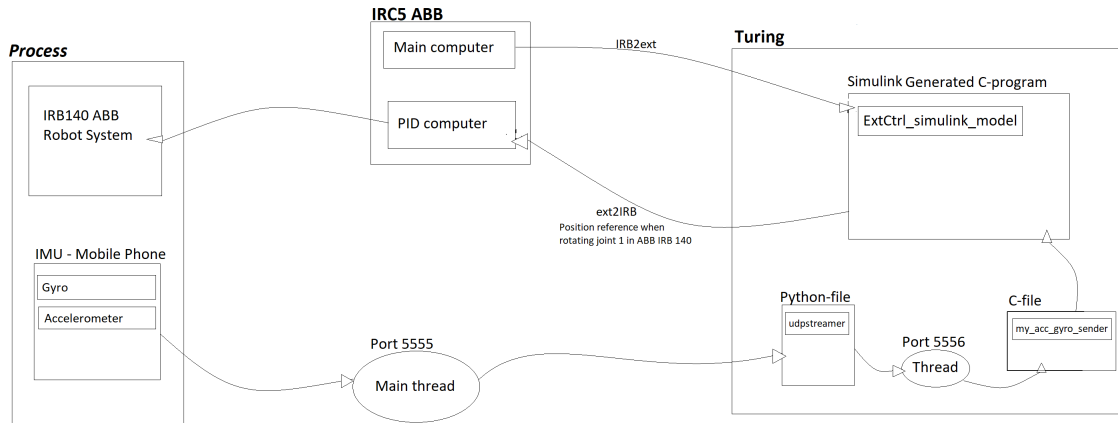 IRC5 ABB
Main computer
PID computer
Process
IRB140 ABB
Robot System
IMU - Mobile Phone
Gyro
Accelerometer
IRB2ext
ext2IRB
Position reference when
rotating joint 1 in ABB IRB 140
Port 5555
Main thread
Turing
Simulink Generated C-program
ExtCtrl_simulink_model
Python-file
udpstreamer
Port 5556
Thread
C-file
my_acc_gyro_sender